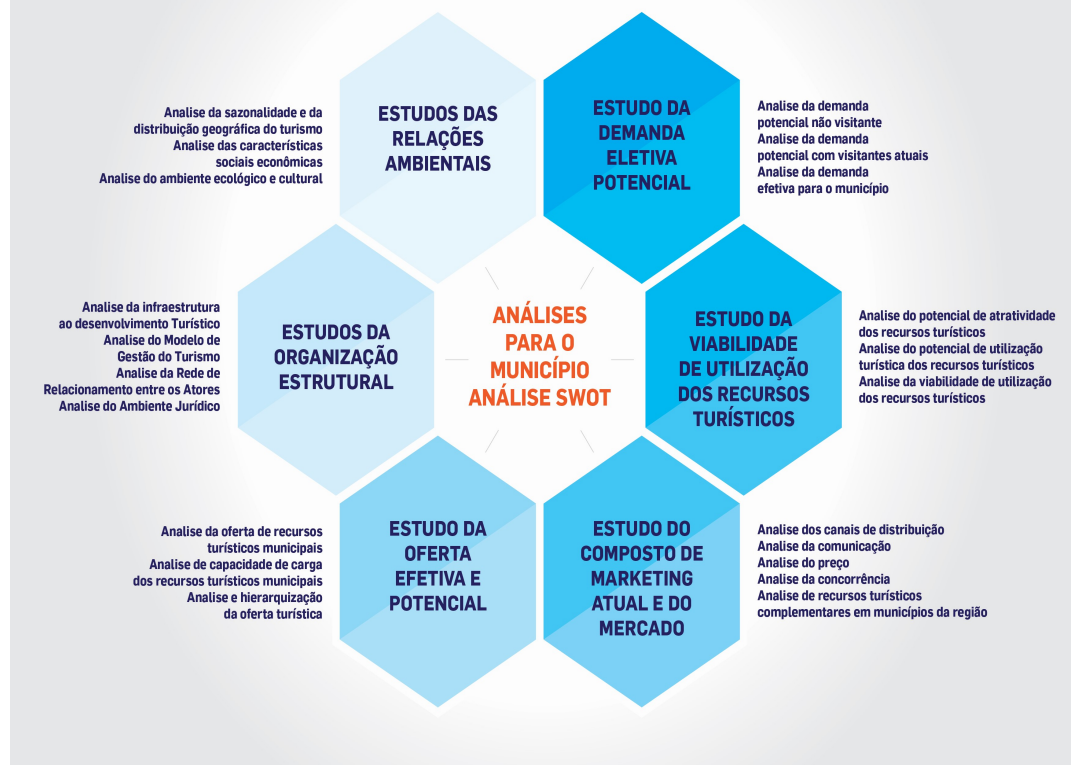 Analise da sazonalidade e da
distribuição geográfica do turismo
Analise das características
sociais econômicas
Analise do ambiente ecológico e cultural
ESTUDOS DAS
RELAÇÕES
AMBIENTAIS
ESTUDO DA
DEMANDA
ELETIVA
POTENCIAL
Analise da demanda
potencial não visitante
Analise da demanda
potencial com visitantes atuais
Analise da demanda
efetiva para o município
Analise da infraestrutura
ao desenvolvimento Turístico
Analise do Modelo de
Gestão do Turismo
Analise da Rede de
Relacionamento entre os Atores
Analise do Ambiente Jurídico
ESTUDOS DA
ORGANIZAÇÃO
ESTRUTURAL
ANÁLISES
PARA O
MUNICÍPIO
ANÁLISE SWOT
ESTUDO DA
VIABILIDADE
DE UTILIZAÇÃO
DOS RECURSOS
TURÍSTICOS
Analise do potencial de atratividade
dos recursos turísticos
Analise do potencial de utilização
turística dos recursos turísticos
Analise da viabilidade de utilização
dos recursos turísticos
Analise da oferta de recursos
turísticos municipais
Analise de capacidade de carga
dos recursos turísticos municipais
Analise e hierarquização
da oferta turística
ESTUDO DA
OFERTA
EFETIVA E
POTENCIAL
ESTUDO DO
COMPOSTO DE
MARKETING
ATUAL E DO
MERCADO
Analise dos canais de distribuição
Analise da comunicação
Analise do preço
Analise da concorrência
Analise de recursos turísticos
complementares em municípios da região